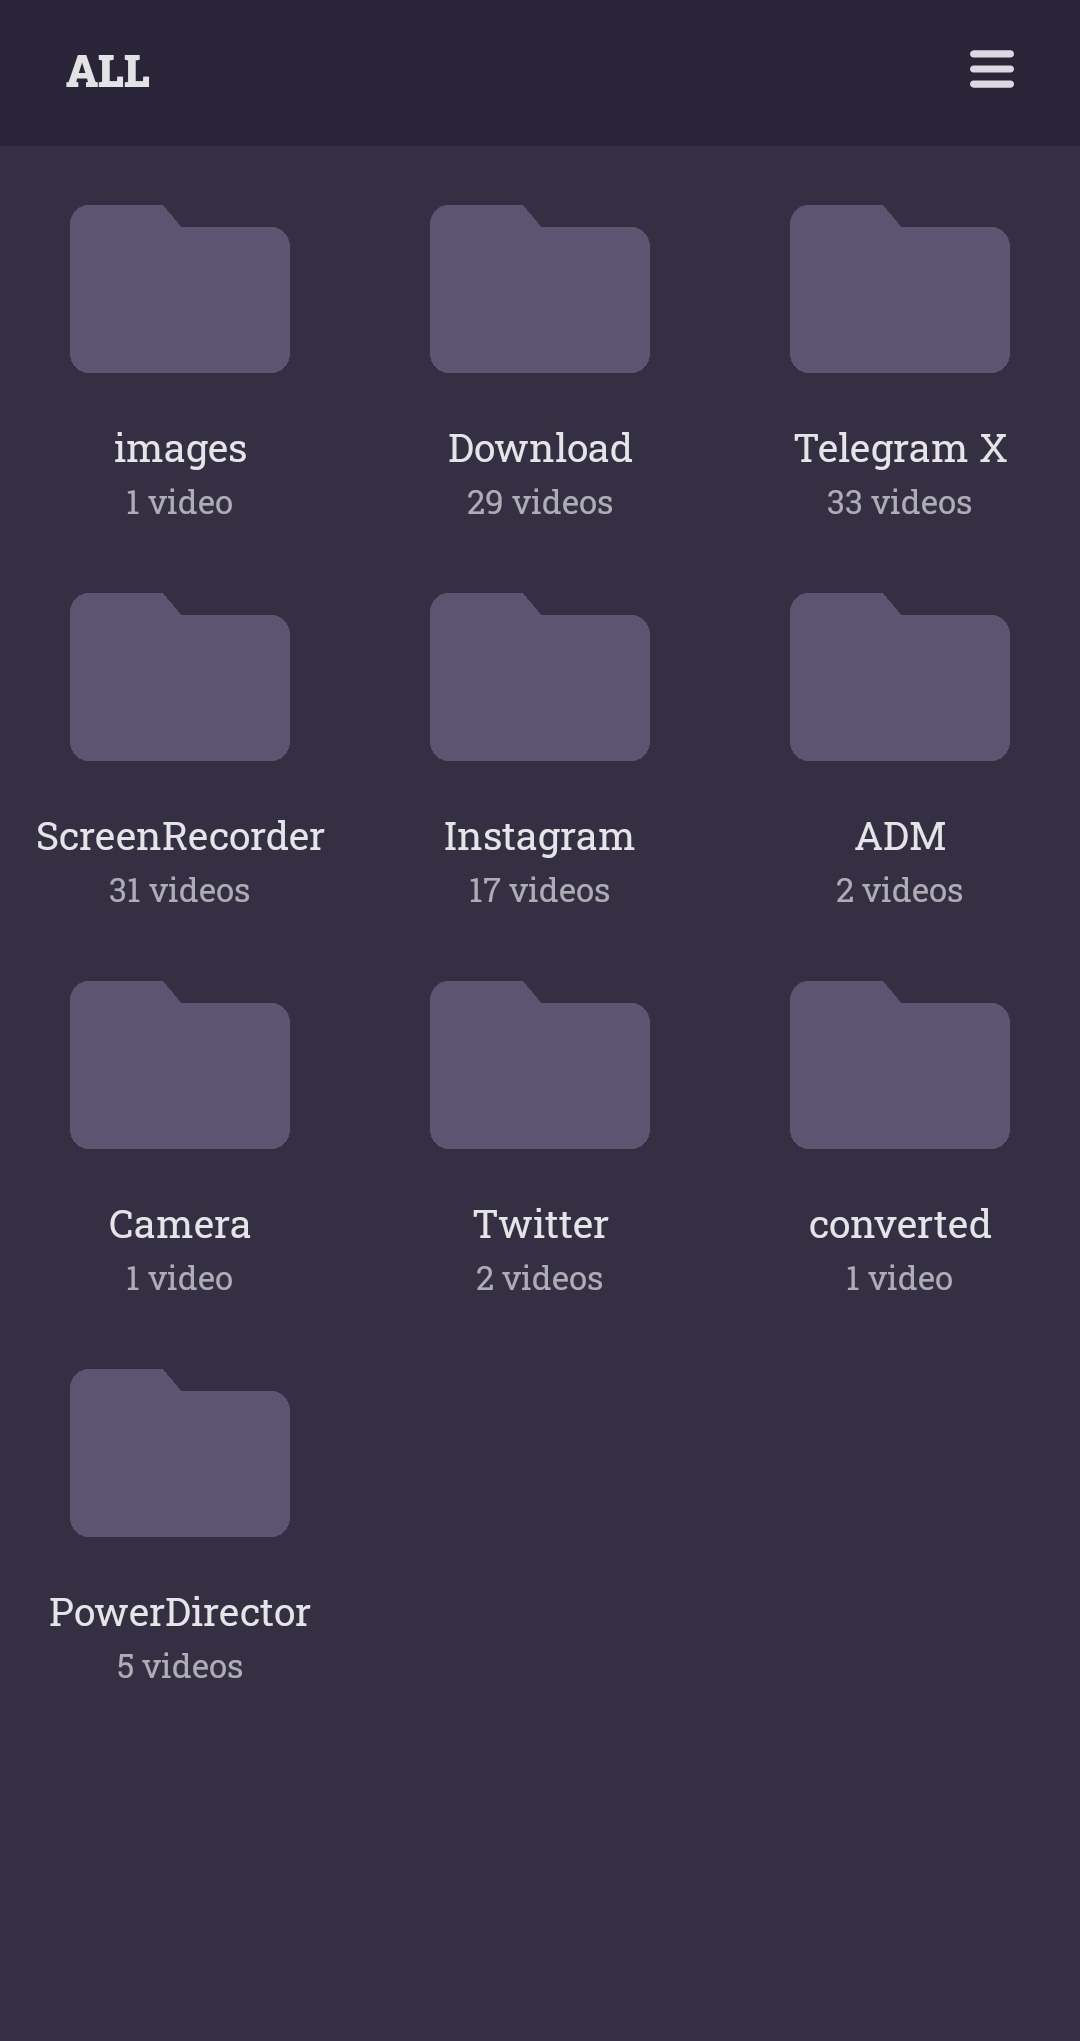 ALL
images
1 video
Download
29 videos
Telegram X
33 videos
ScreenRecorder
31 videos
Instagram
17 videos
ADM
2 videos
Camera
1 video
Twitter
2 videos
converted
1 video
PowerDirector
5 videos